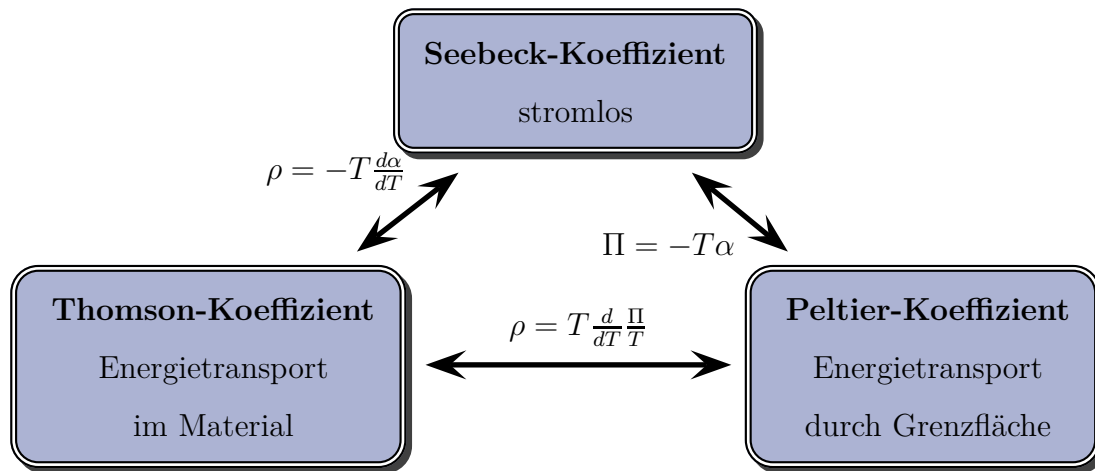 Seebeck-Koeffizient
stromlos
ρ = −T dα/dT
Π = −Tα
Thomson-Koeffizient
Energietransport
im Material
ρ = T d/dT Π/T
Peltier-Koeffizient
Energietransport
durch Grenzfläche